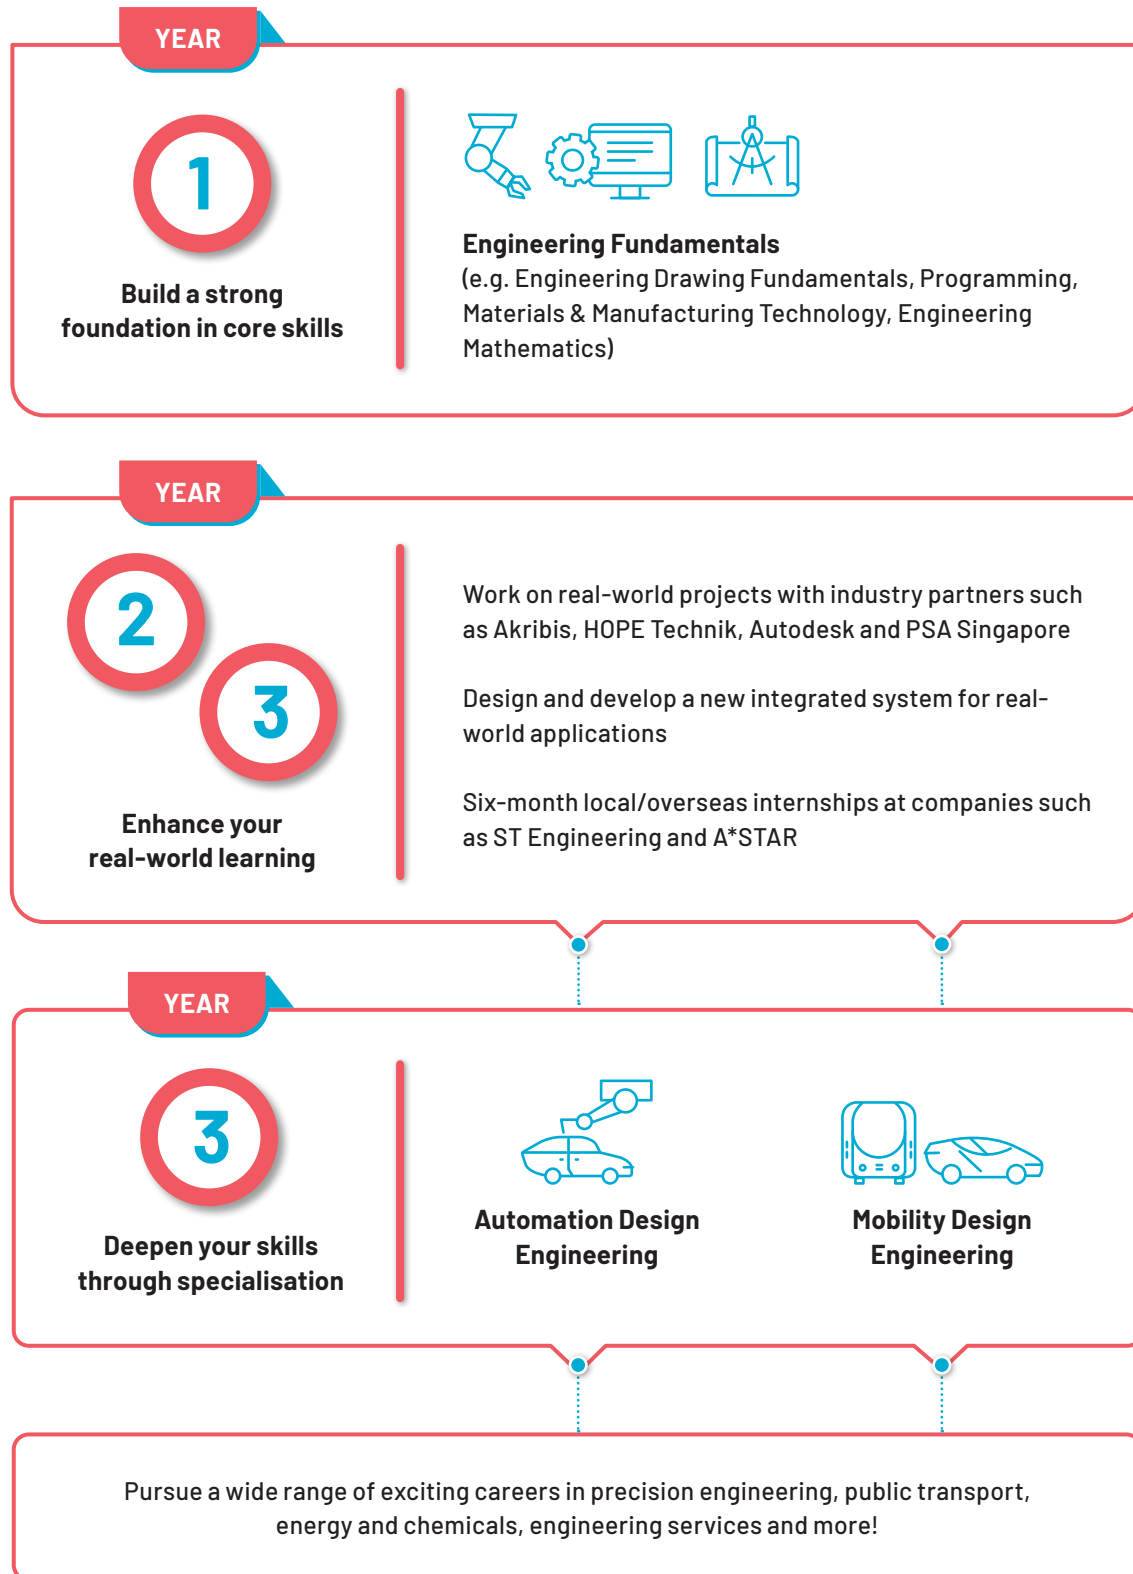 YEAR
1
Build a strong
foundation in core skills
Engineering Fundamentals
(e.g. Engineering Drawing Fundamentals, Programming,
Materials & Manufacturing Technology, Engineering
Mathematics)
YEAR
2
3
Enhance your
real-world learning
Work on real-world projects with industry partners such
as Akribis, HOPE Technik, Autodesk and PSA Singapore
Design and develop a new integrated system for real-
world applications
Six-month local/overseas internships at companies such
as ST Engineering and A*STAR
YEAR
3
Deepen your skills
through specialisation
Automation Design
Engineering
Mobility Design
Engineering
Pursue a wide range of exciting careers in precision engineering, public transport,
energy and chemicals, engineering services and more!